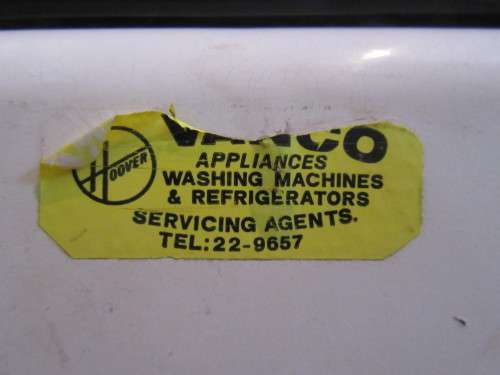 VANCO
HOOVER
APPLIANCES
WASHING MACHINES
& REFRIGERATORS
SERVICING AGENTS.
TEL:22-9657